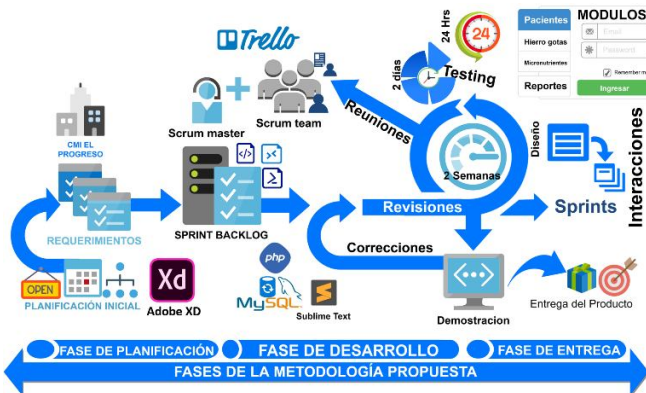 Trello
Scrum master
Scrum team
24 Hrs
24
2 días
Testing
Reuniones
Pacientes
MODULOS
Hierro gotas
Micronutrientes
Reportes
Email
Password
Remember m
Ingresar
CMI EL
PROGRESO
REQUERIMIENTOS
SPRINT BACKLOG
2 Semanas
Diseño
Interacciones
Revisiones
Sprints
Correcciones
OPEN
PLANIFICACIÓN INICIAL
Xd
Adobe XD
php
MySQL
Sublime Text
Demostracion
Entrega del Producto
FASE DE PLANIFICACIÓN
FASE DE DESARROLLO
FASE DE ENTREGA
FASES DE LA METODOLOGÍA PROPUESTA